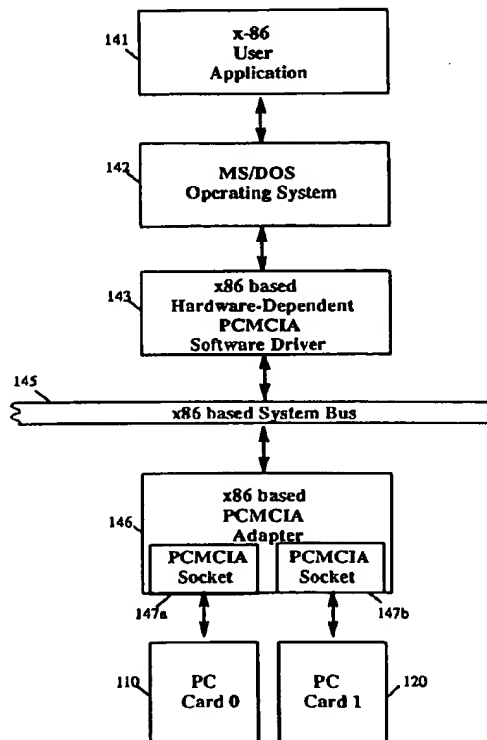 141
x-86
User
Application
142
MS/DOS
Operating System
143
x86 based
Hardware-Dependent
PCMCIA
Software Driver
145
x86 based System Bus
146
x86 based
PCMCIA
Adapter
PCMCIA
Socket
PCMCIA
Socket
147a
147b
110
PC
Card 0
PC
Card 1
120